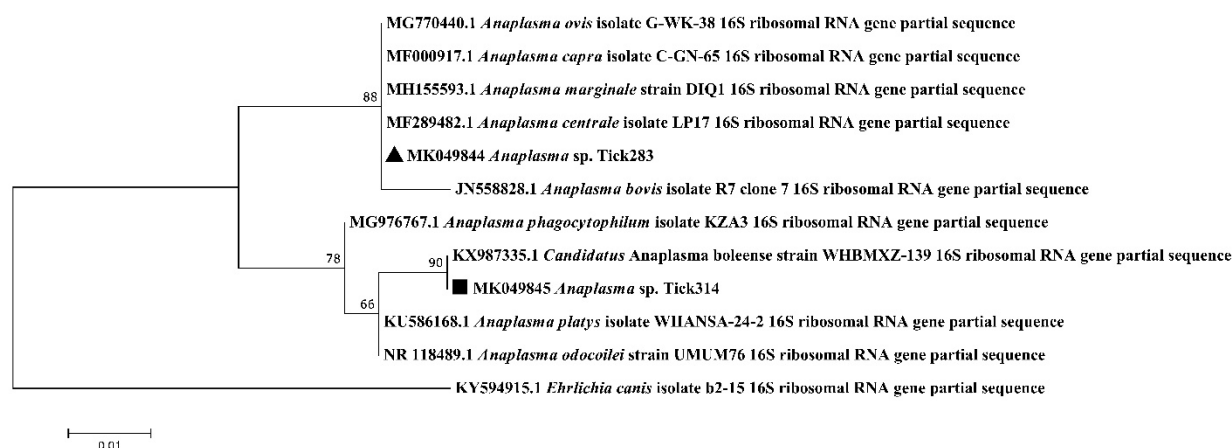 MG770440.1 Anaplasma ovis isolate G-WK-38 16S ribosomal RNA gene partial sequence
MF000917.1 Anaplasma capra isolate C-GN-65 16S ribosomal RNA gene partial sequence
MH155593.1 Anaplasma marginale strain DIQ1 16S ribosomal RNA gene partial sequence
88
MF289482.1 Anaplasma centrale isolate LP17 16S ribosomal RNA gene partial sequence
MK049844 Anaplasma sp. Tick283
JN558828.1 Anaplasma bovis isolate R7 clone 7 16S ribosomal RNA gene partial sequence
MG976767.1 Anaplasma phagocytophilum isolate KZA3 16S ribosomal RNA gene partial sequence
78
90
KX987335.1 Candidatus Anaplasma boleense strain WHBMXZ-139 16S ribosomal RNA gene partial sequence
MK049845 Anaplasma sp. Tick314
66
KU586168.1 Anaplasma platys isolate WHANSA-24-2 16S ribosomal RNA gene partial sequence
NR 118489.1 Anaplasma odocoilei strain UMUM76 16S ribosomal RNA gene partial sequence
KY594915.1 Ehrlichia canis isolate b2-15 16S ribosomal RNA gene partial sequence
0.01